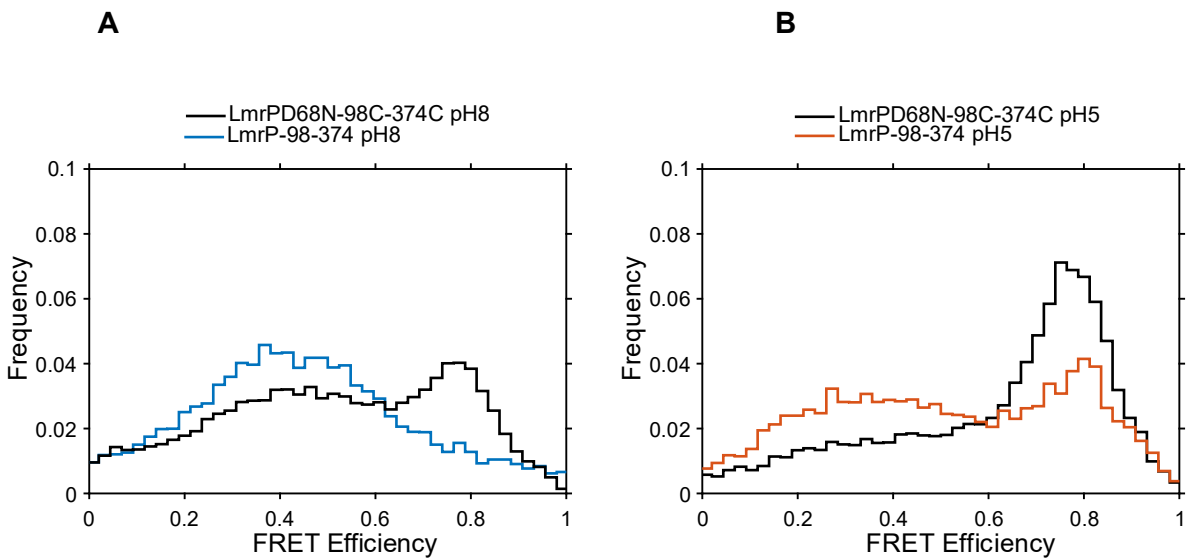 A
B
LmrPD68N-98C-374C pH8
LmrP-98-374 pH8
LmrPD68N-98C-374C pH5
LmrP-98-374 pH5
0.1
0.08
0.06
0.04
0.02
0
Frequency
0
0.2
0.4
0.6
0.8
1
FRET Efficiency
0.1
0.08
0.06
0.04
0.02
0
Frequency
0
0.2
0.4
0.6
0.8
1
FRET Efficiency